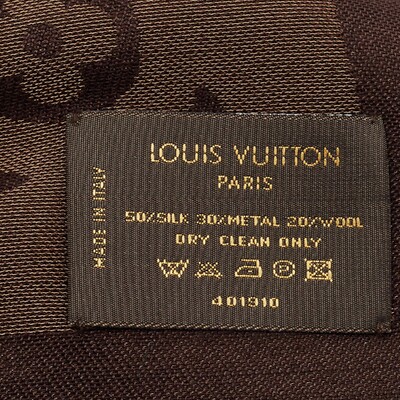 LOUIS VUITTON
PARIS
50%SILK 30%METAL 20%WOOL
DRY CLEAN ONLY
401910
MADE IN ITALY